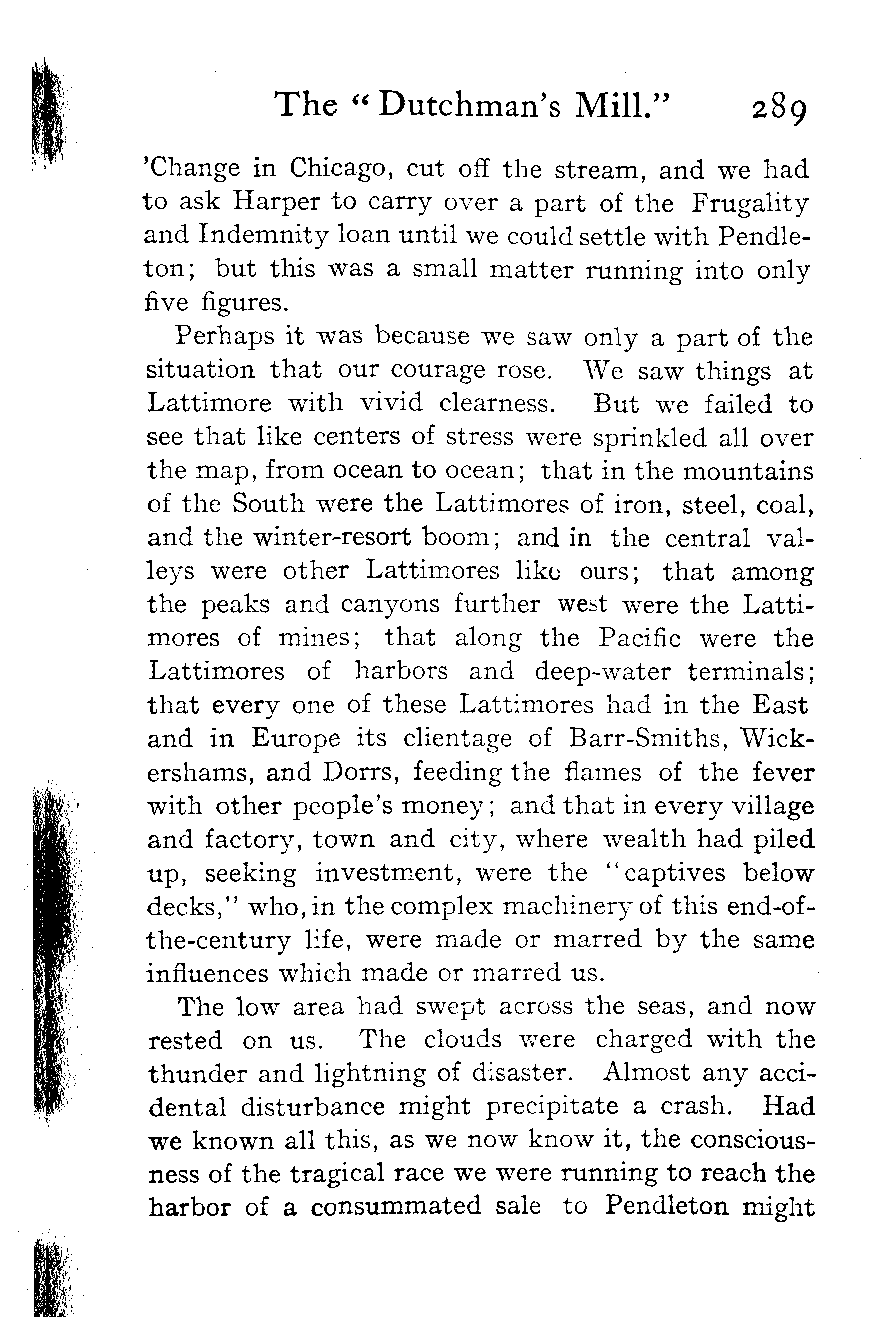 The “ Dutchman's Mill.” 289
'Change in Chicago, cut off the stream, and we had
to ask Harper to carry over a part of the Frugality
and Indemnity loan until we could settle with Pendle-
ton; but this was a small matter running into only
five figures.
Perhaps it was because we saw only a part of the
situation that our courage rose. We saw things at
Lattimore with vivid clearness. But we failed to
see that like centers of stress were sprinkled all over
the map, from ocean to ocean; that in the mountains
of the South were the Lattimores of iron, steel, coal,
and the winter-resort boom; and in the central val-
leys were other Lattimores like ours; that among
the peaks and canyons further west were the Latti-
mores of mines; that along the Pacific were the
Lattimores of harbors and deep-water terminals;
that every one of these Lattimores had in the East
and in Europe its clientage of Barr-Smiths, Wick-
ershams, and Dorrs, feeding the flames of the fever
with other people's money; and that in every village
and factory, town and city, where wealth had piled
up, seeking investment, were the “captives below
decks,” who, in the complex machinery of this end-of-
the-century life, were made or marred by the same
influences which made or marred us.
The low area had swept across the seas, and now
rested on us. The clouds were charged with the
thunder and lightning of disaster. Almost any acci-
dental disturbance might precipitate a crash. Had
we known all this, as we now know it, the conscious-
ness of the tragical race we were running to reach the
harbor of a consummated sale to Pendleton might